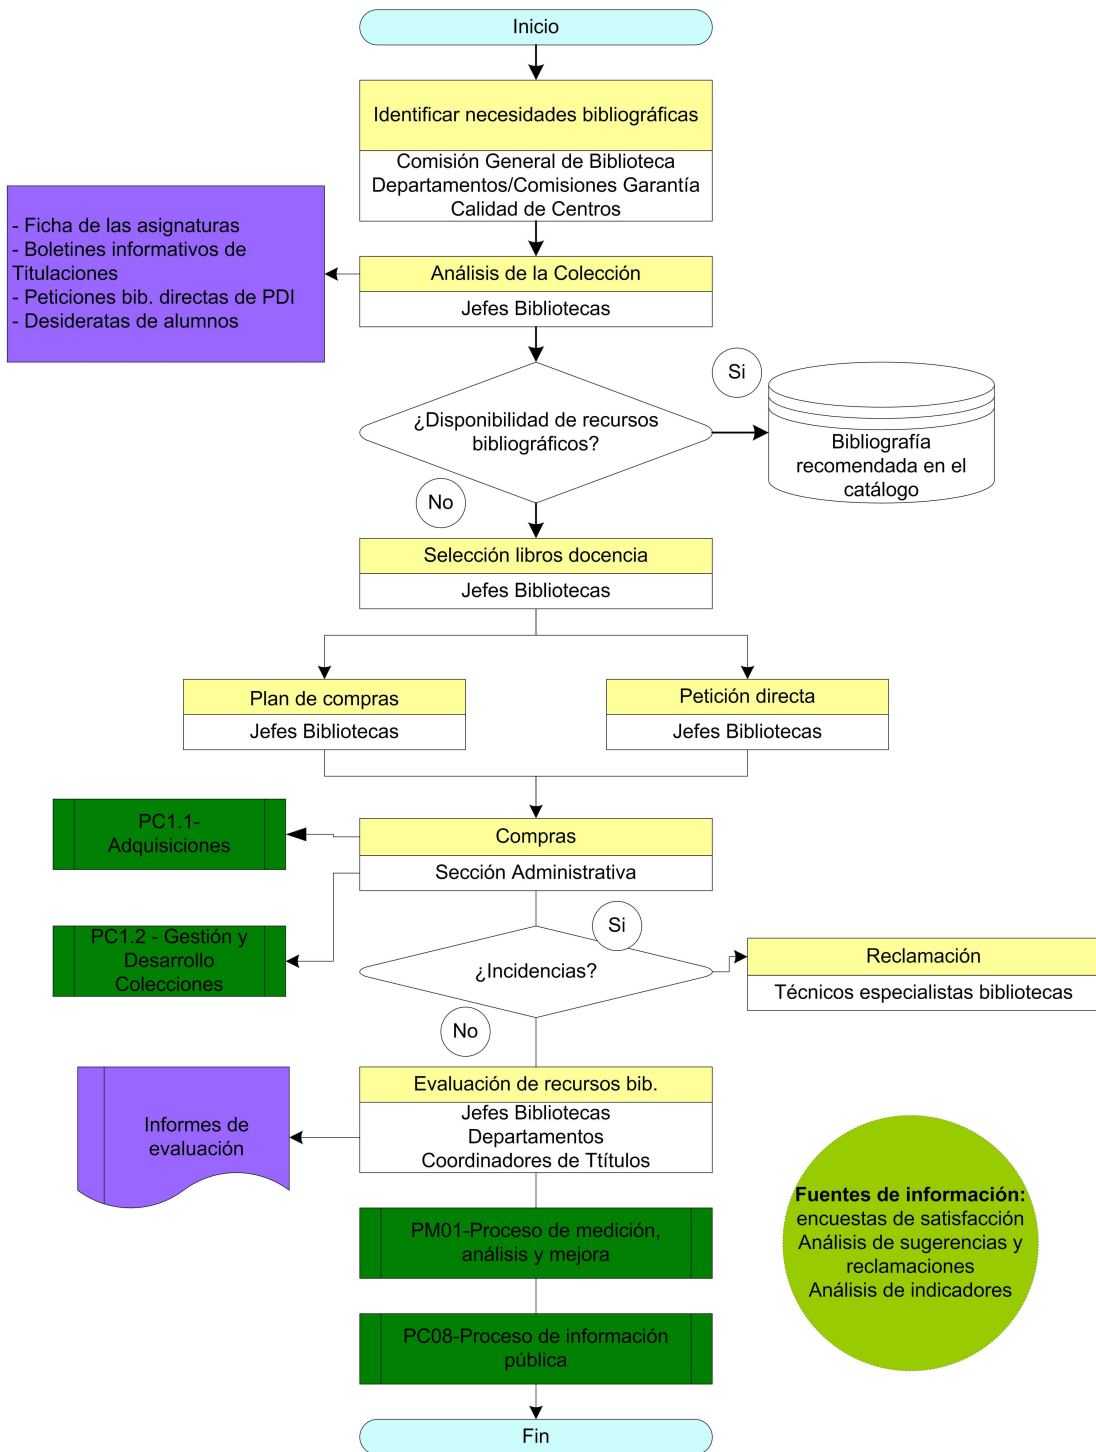 Inicio
Identificar necesidades bibliográficas
Comisión General de Biblioteca
Departamentos/Comisiones Garantía
Calidad de Centros
- Ficha de las asignaturas
- Boletines informativos de
Titulaciones
- Peticiones bib. directas de PDI
- Desideratas de alumnos
Análisis de la Colección
Jefes Bibliotecas
¿Disponibilidad de recursos
bibliográficos?
Si
Bibliografía
recomendada en el
catálogo
No
Selección libros docencia
Jefes Bibliotecas
Plan de compras
Jefes Bibliotecas
Petición directa
Jefes Bibliotecas
PC1.1-
Adquisiciones
Compras
Sección Administrativa
PC1.2 - Gestión y
Desarrollo
Colecciones
Si
¿Incidencias?
Reclamación
Técnicos especialistas bibliotecas
No
Evaluación de recursos bib.
Jefes Bibliotecas
Departamentos
Coordinadores de Ttítulos
Informes de
evaluación
Fuentes de información:
encuestas de satisfacción
Análisis de sugerencias y
reclamaciones
Análisis de indicadores
PM01-Proceso de medición,
análisis y mejora
PC08-Proceso de información
pública
Fin